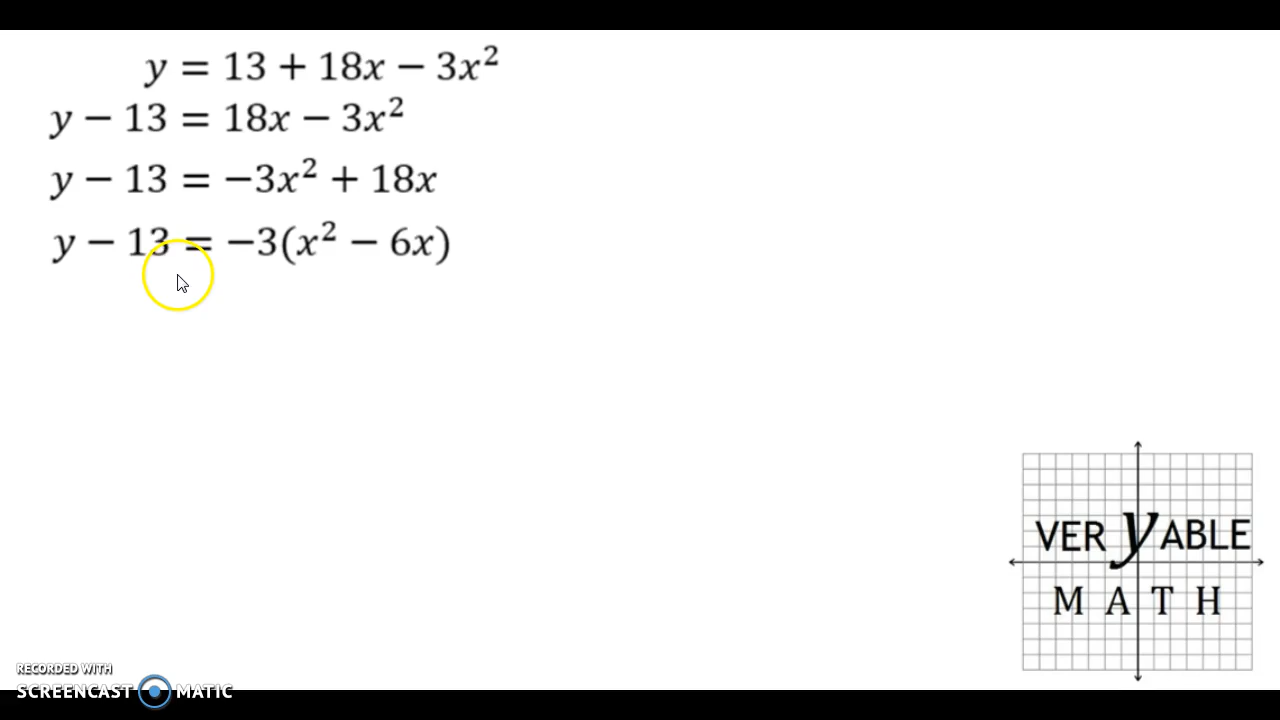 y = 13 + 18x − 3x²
y − 13 = 18x − 3x²
y − 13 = −3x² + 18x
y − 13 = −3(x² − 6x)
VERyABLE
MATH
RECORDED WITH
SCREENCAST MATIC